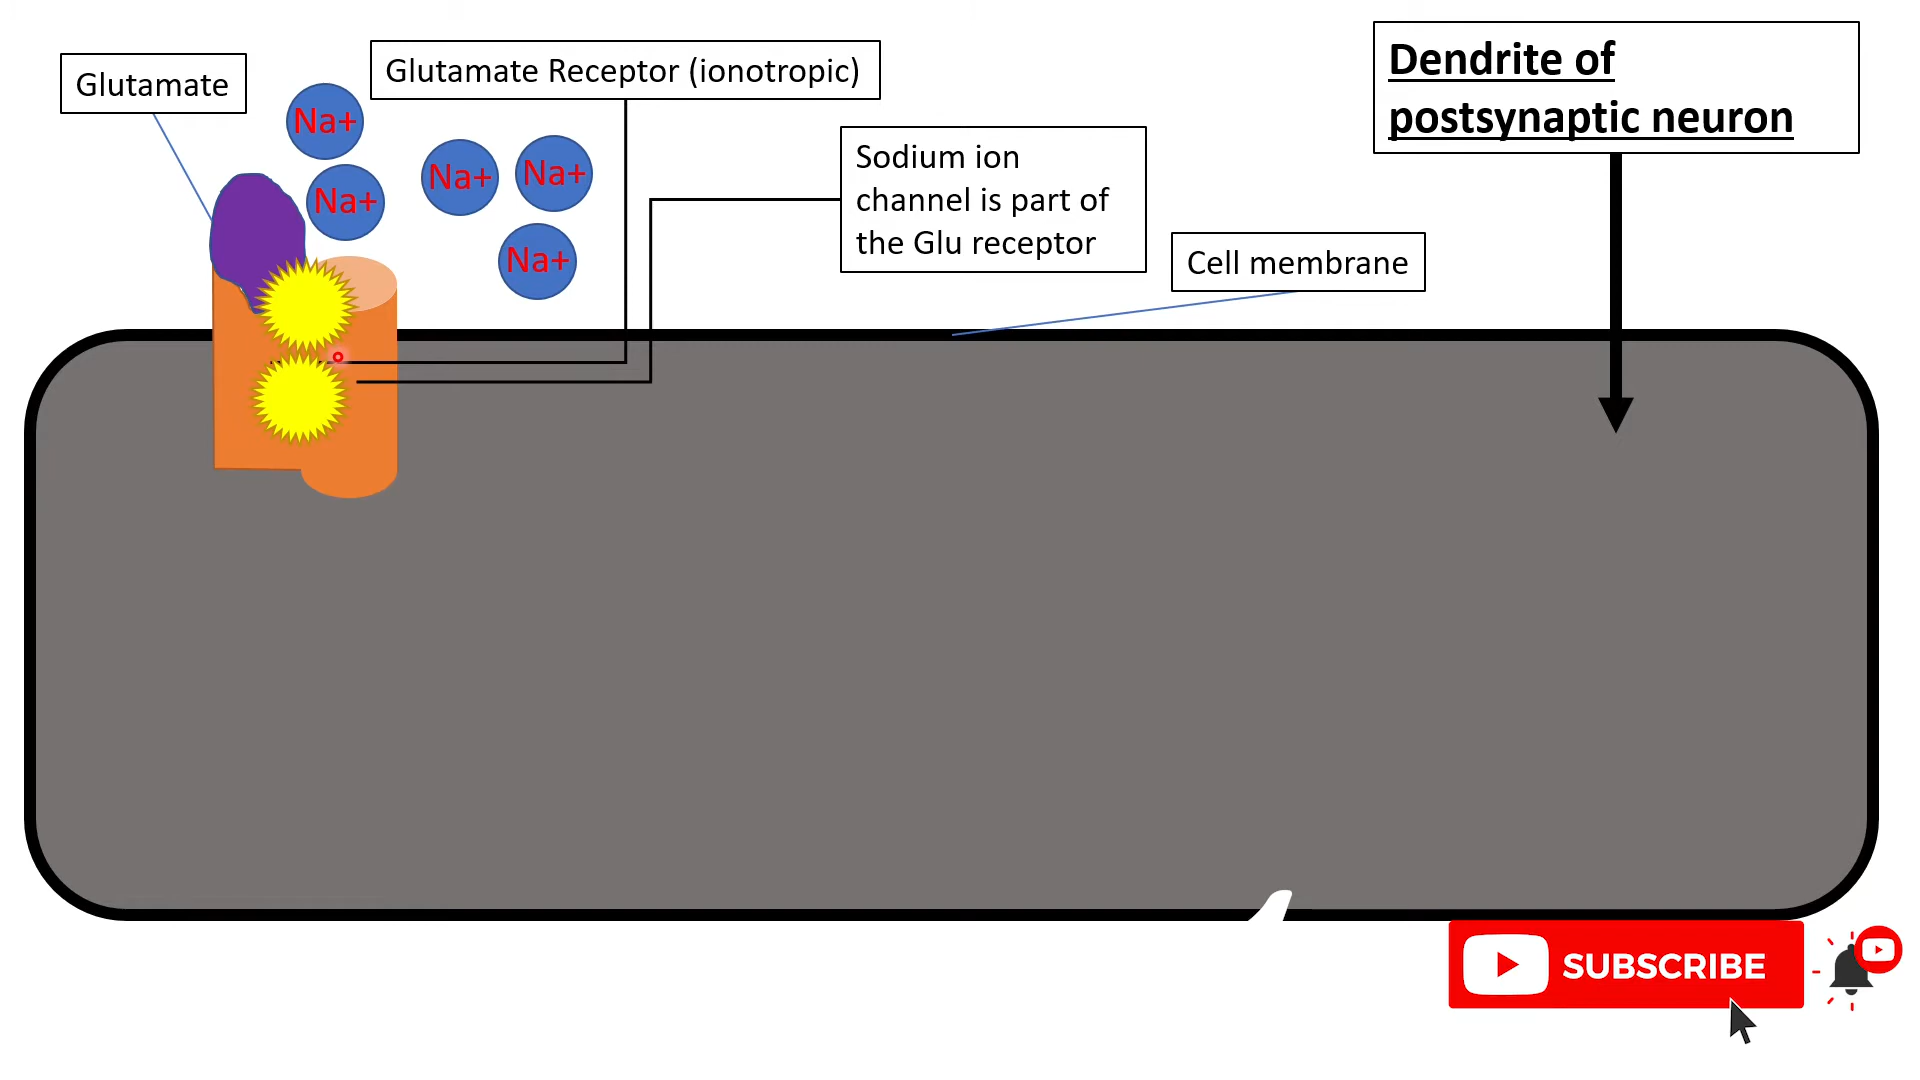 Glutamate
Glutamate Receptor (ionotropic)
Dendrite of
postsynaptic neuron
Na+
Na+
Na+
Na+
Na+
Sodium ion
channel is part of
the Glu receptor
Cell membrane
SUBSCRIBE